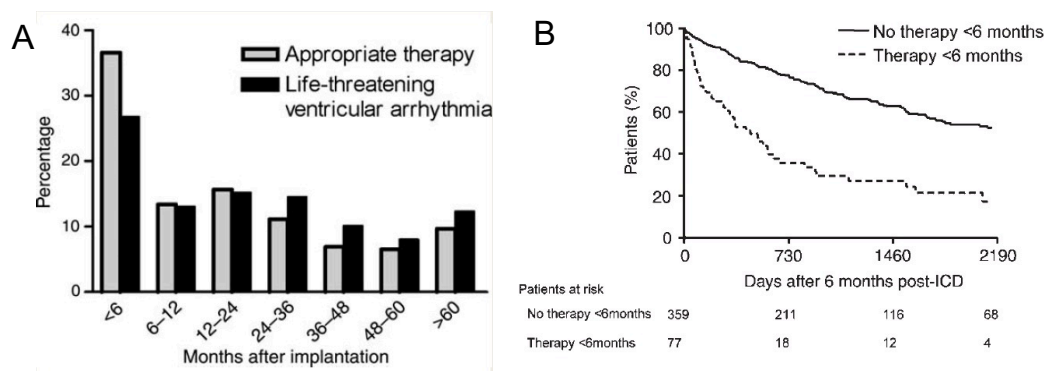 A
Percentage
40
30
20
10
0
Appropriate therapy
Life-threatening
ventricular arrhythmia
<6
6–12
12–24
24–36
36–48
48–60
>60
Months after implantation
B
Patients (%)
100
80
60
40
20
0
No therapy <6 months
Therapy <6 months
0 730 1460 2190
Days after 6 months post-ICD
Patients at risk
No therapy <6months 359 211 116 68
Therapy <6months 77 18 12 4